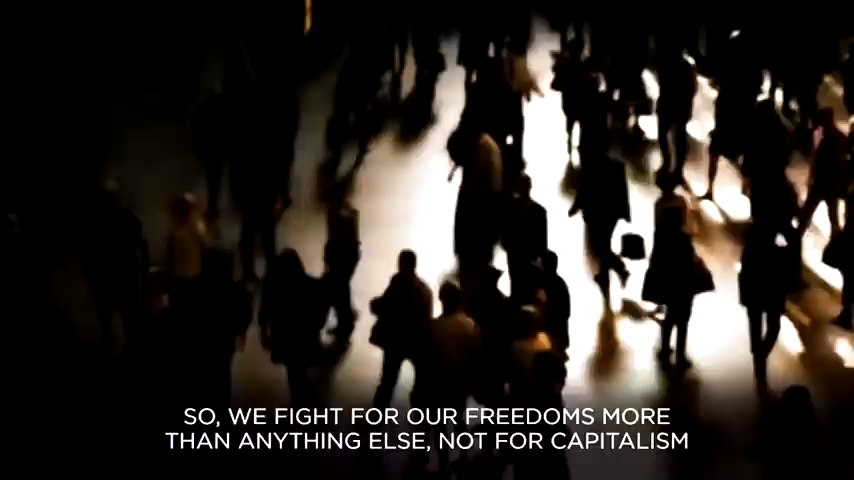 SO, WE FIGHT FOR OUR FREEDOMS MORE
THAN ANYTHING ELSE, NOT FOR CAPITALISM